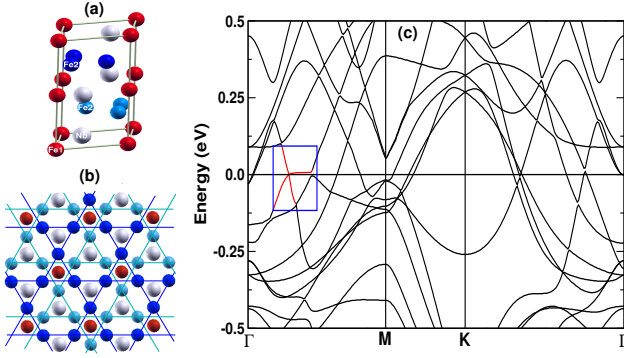 (a)
Fe2
Fe2
Nb
Fe1
(b)
(c)
Energy (eV)
0.5
0.25
0.0
-0.25
-0.5
Γ M K Γ